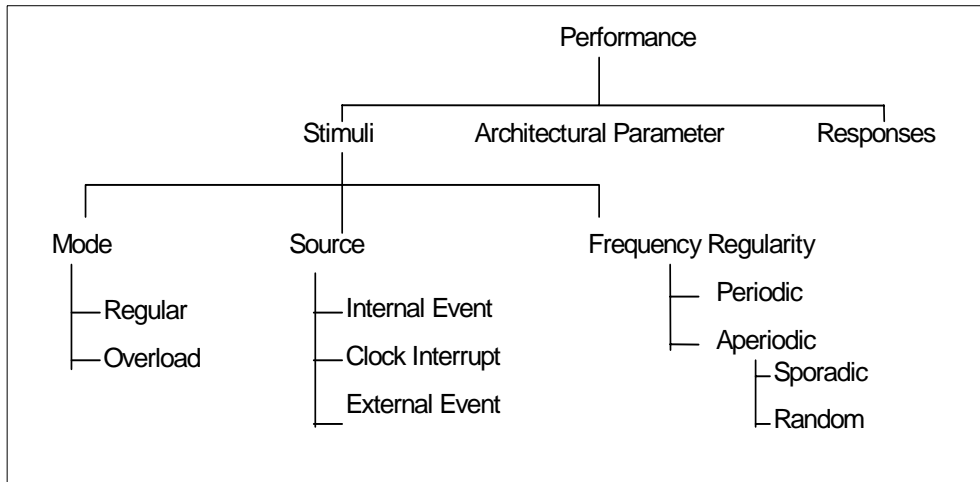 Performance
Stimuli
Architectural Parameter
Responses
Mode
Source
Frequency Regularity
Regular
Overload
Internal Event
Clock Interrupt
External Event
Periodic
Aperiodic
Sporadic
Random